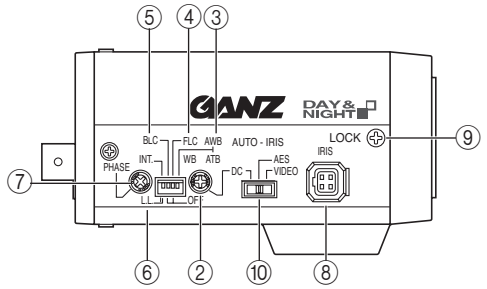 ⑤ ④ ③
GANZ DAY& NIGHT
BLC FLC AWB AUTO - IRIS LOCK ⑨
INT. WB ATB AES IRIS
PHASE DC VIDEO
⑦
L.L. OFF
⑥ ② ⑩ ⑧